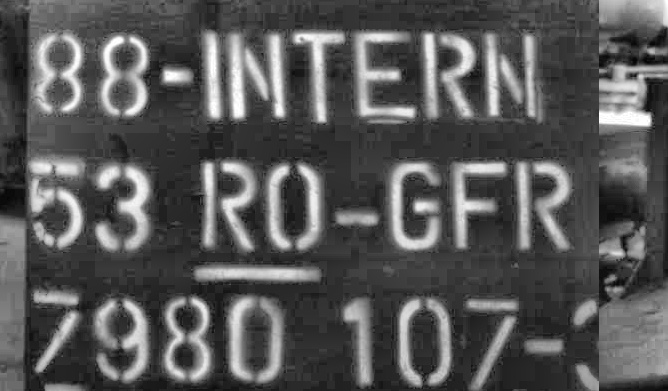 88-INTERN
53 RO-GFR
7980 107-